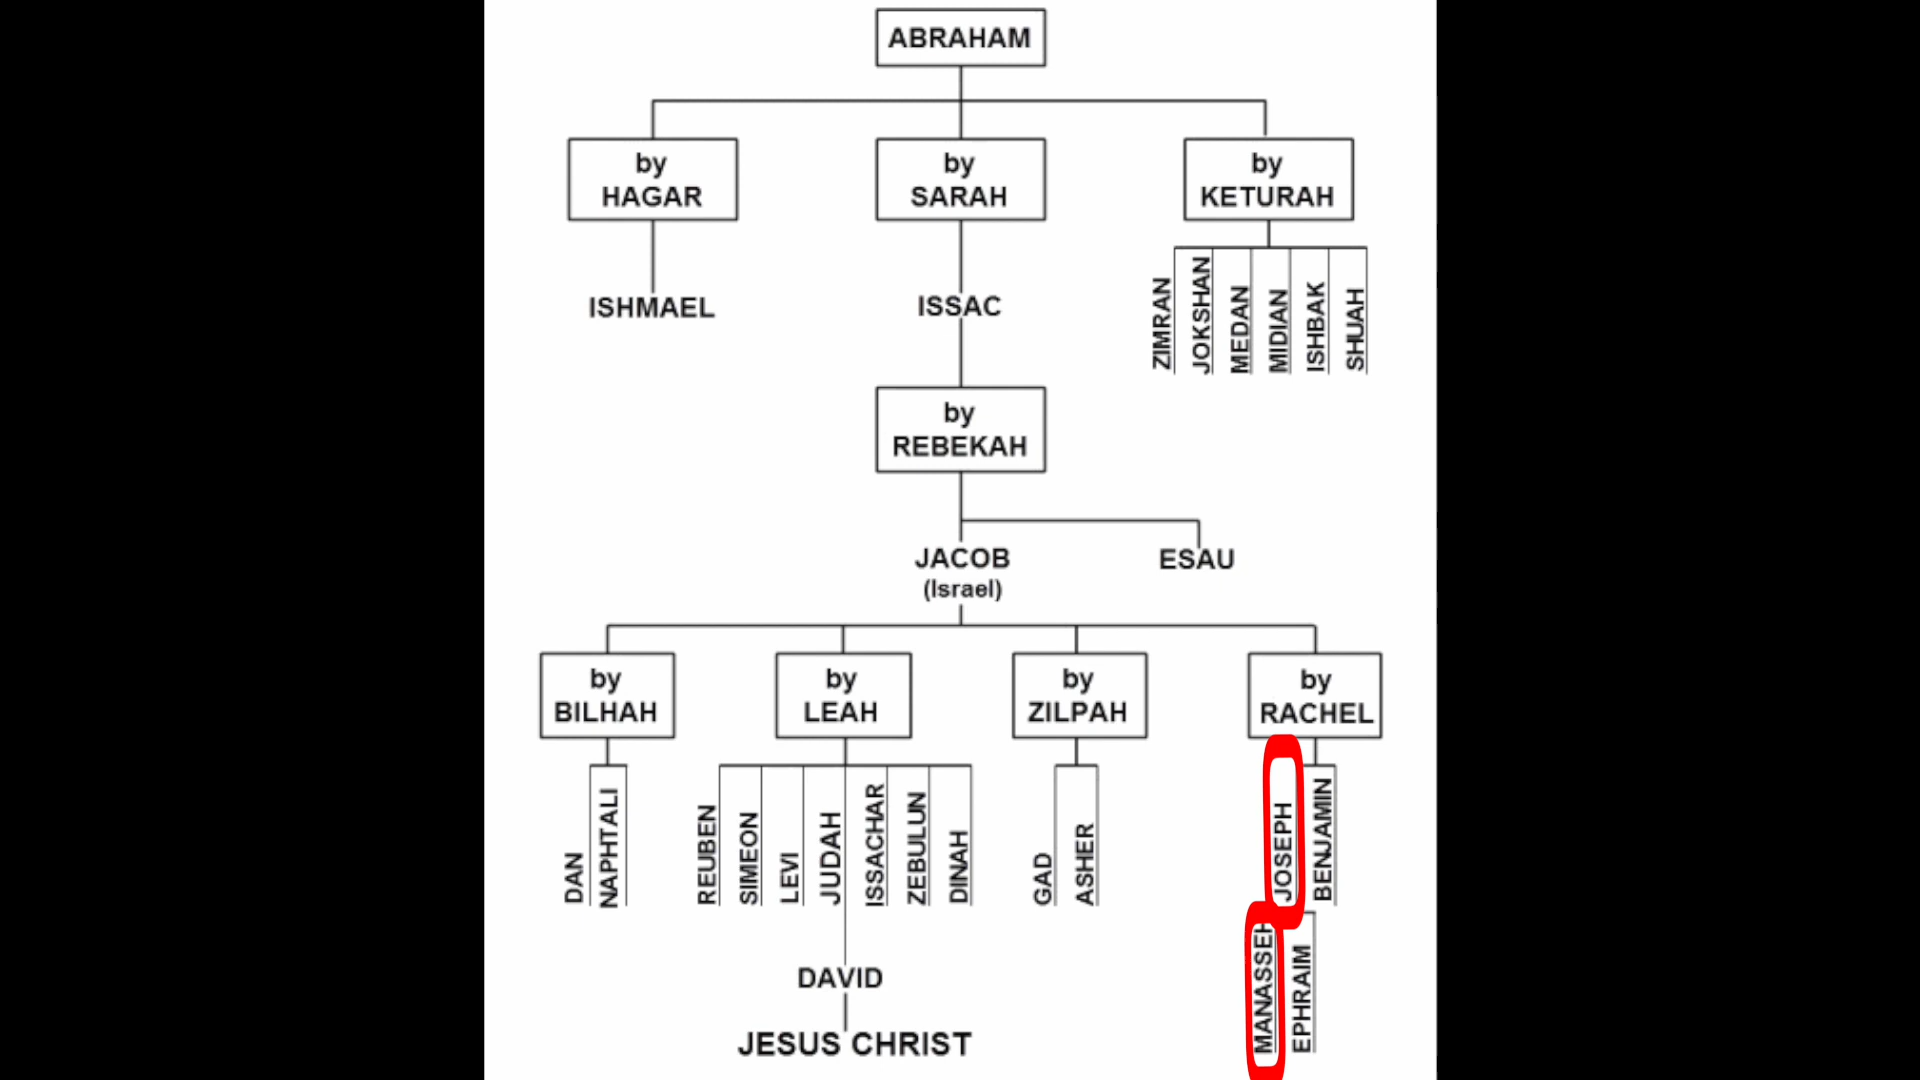 ABRAHAM
by
HAGAR
by
SARAH
by
KETURAH
ISHMAEL
ISSAC
ZIMRAN
JOKSHAN
MEDAN
MIDIAN
ISHBAK
SHUAH
by
REBEKAH
JACOB
(Israel)
ESAU
by
BILHAH
by
LEAH
by
ZILPAH
by
RACHEL
DAN
NAPHTALI
REUBEN
SIMEON
LEVI
JUDAH
ISSACHAR
ZEBULUN
DINAH
GAD
ASHER
JOSEPH
BENJAMIN
MANASSEH
EPHRAIM
DAVID
JESUS CHRIST